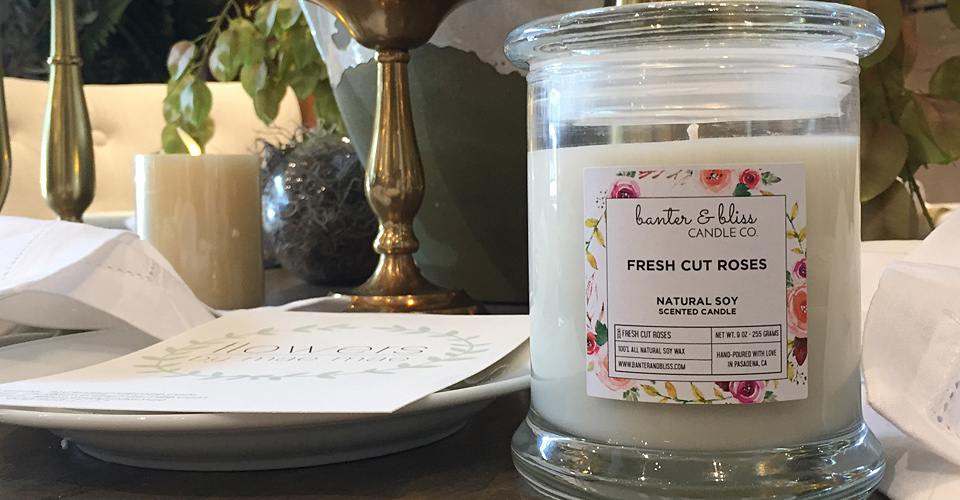 banter & bliss
CANDLE CO.
FRESH CUT ROSES
NATURAL SOY
SCENTED CANDLE
FRESH CUT ROSES
100% ALL NATURAL SOY WAX
WWW.BANTERANDBLISS.COM
NET WT. 9 OZ - 255 GRAMS
HAND-POURED WITH LOVE
IN PASADENA, CA